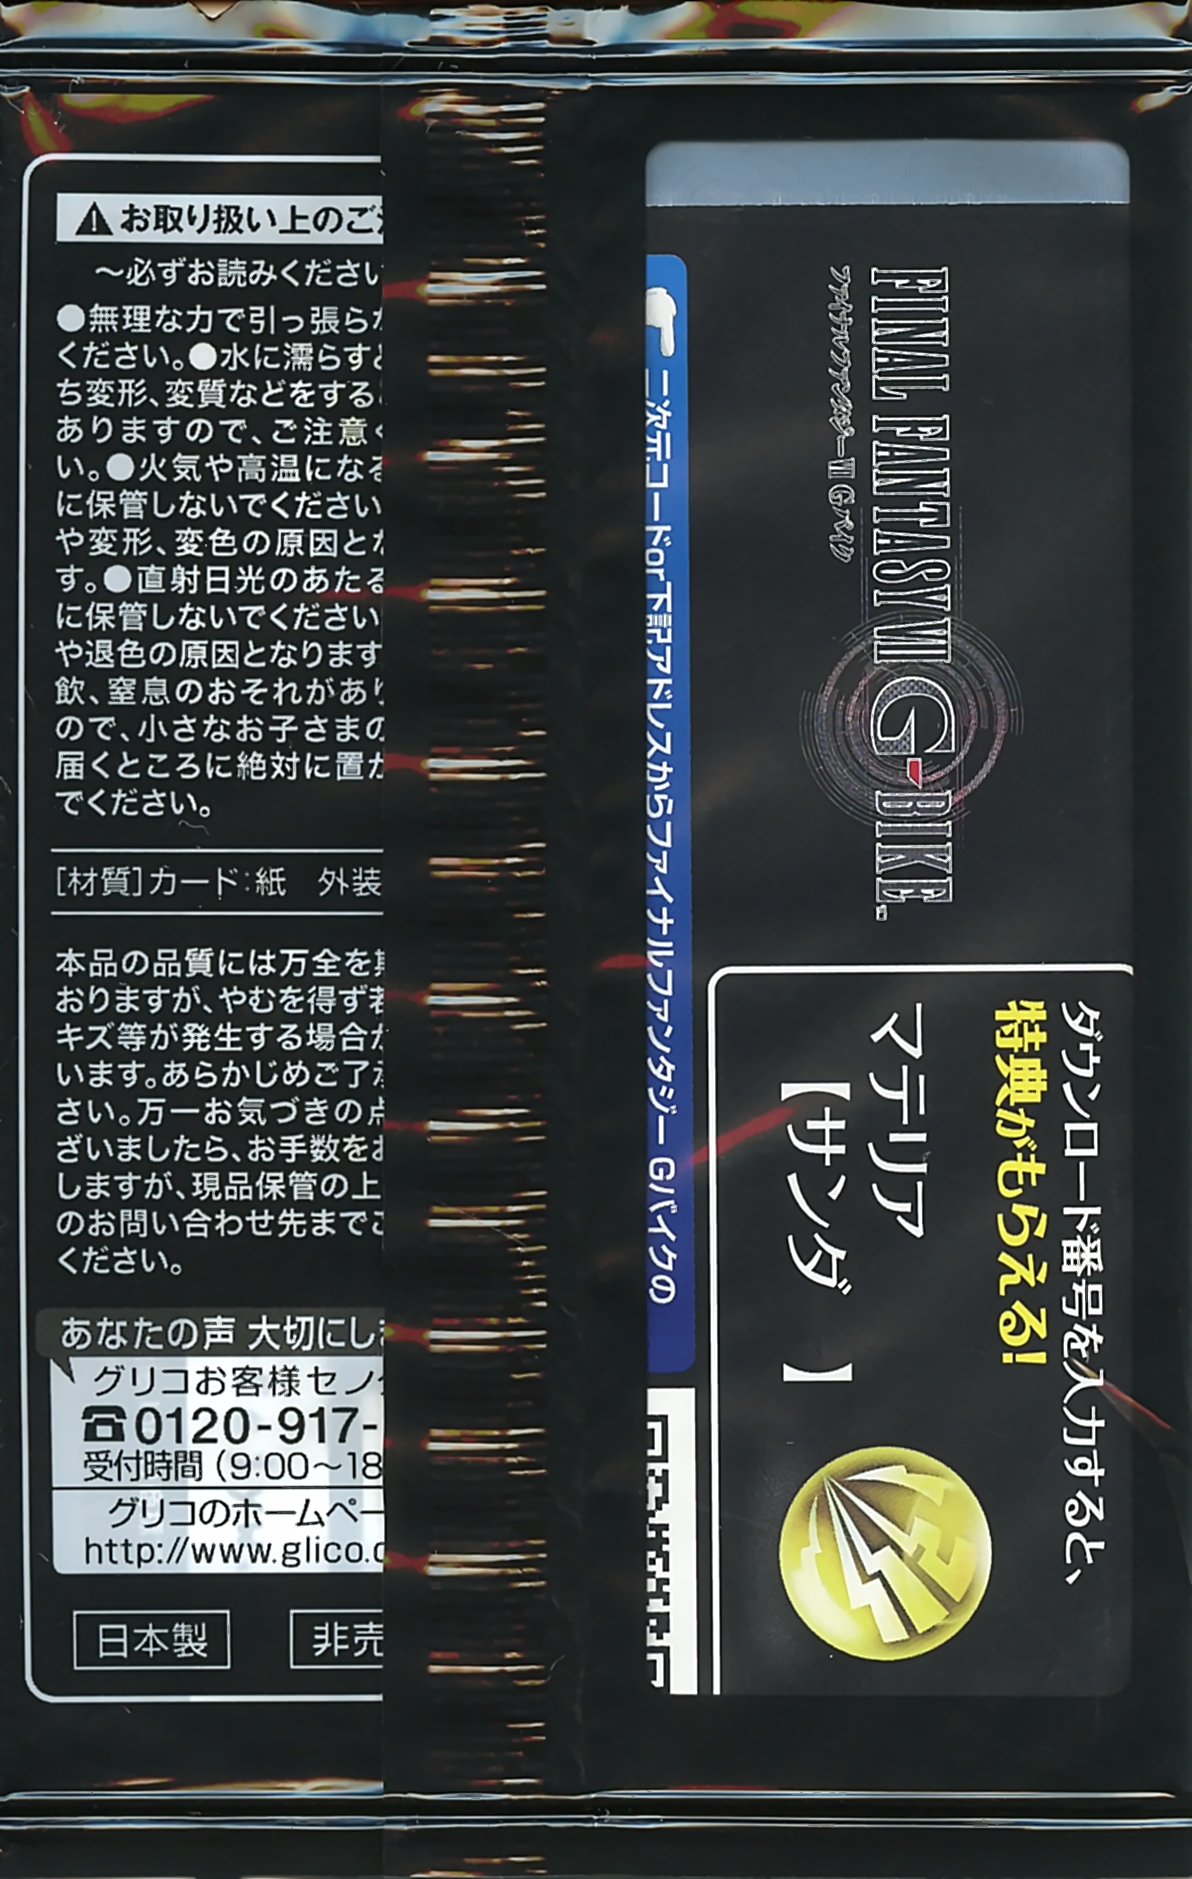 お取り扱い上のご
～必ずお読みください
●無理な力で引っ張ら
ください。●水に濡らすと
ち変形、変質などをする
ありますので、ご注意く
い。●火気や高温になる
に保管しないでください
や変形、変色の原因とな
す。●直射日光のあたる
に保管しないでください
や退色の原因となります
飲、窒息のおそれがあり
ので、小さなお子さまの
届くところに絶対に置か
でください。
［材質］カード：紙　外装
本品の品質には万全を
おりますが、やむを得ず
キズ等が発生する場合が
います。あらかじめご了
さい。万一お気づきの点
ざいましたら、お手数をお
しますが、現品保管の上
のお問い合わせ先までご
ください。
あなたの声 大切にし
グリコお客様セン
☎0120-917-
受付時間（9:00～18
グリコのホームペー
http://www.glico.c
日本製
非売
ダウンロード番号を入力すると、
特典がもらえる!
マテリア
【サンダ　】
FINAL FANTASY VII G-BIKE™
ファイナルファンタジーVII Gバイク
二次元コードor下記アドレスからファイナルファンタジー Gバイクの